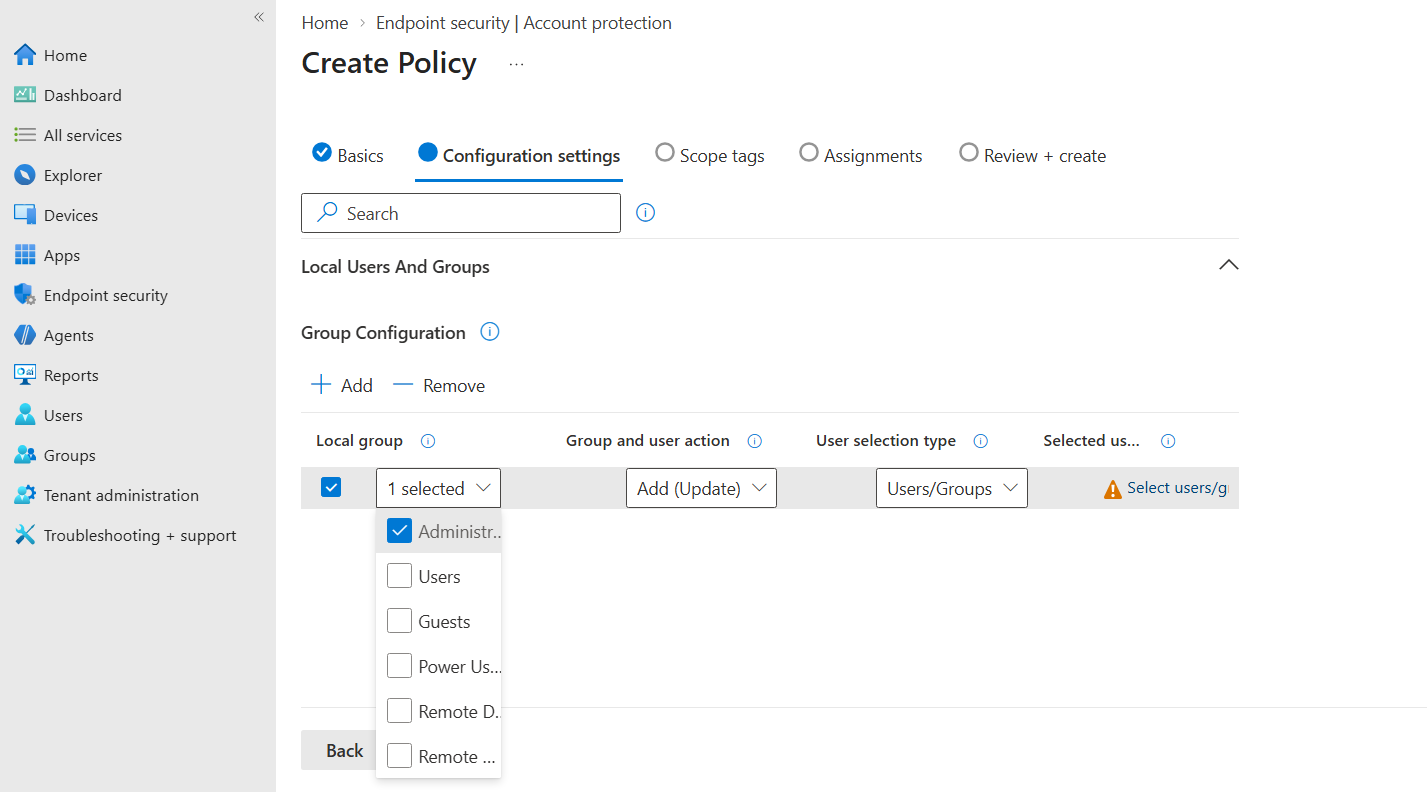 Home
Dashboard
All services
Explorer
Devices
Apps
Endpoint security
Agents
Reports
Users
Groups
Tenant administration
Troubleshooting + support
Home > Endpoint security | Account protection
Create Policy ...
Basics Configuration settings Scope tags Assignments Review + create
Search
Local Users And Groups
Group Configuration
Add Remove
Local group Group and user action User selection type Selected us...
1 selected Add (Update) Users/Groups Select users/g
Administr...
Users
Guests
Power Us...
Remote D...
Remote ...
Back